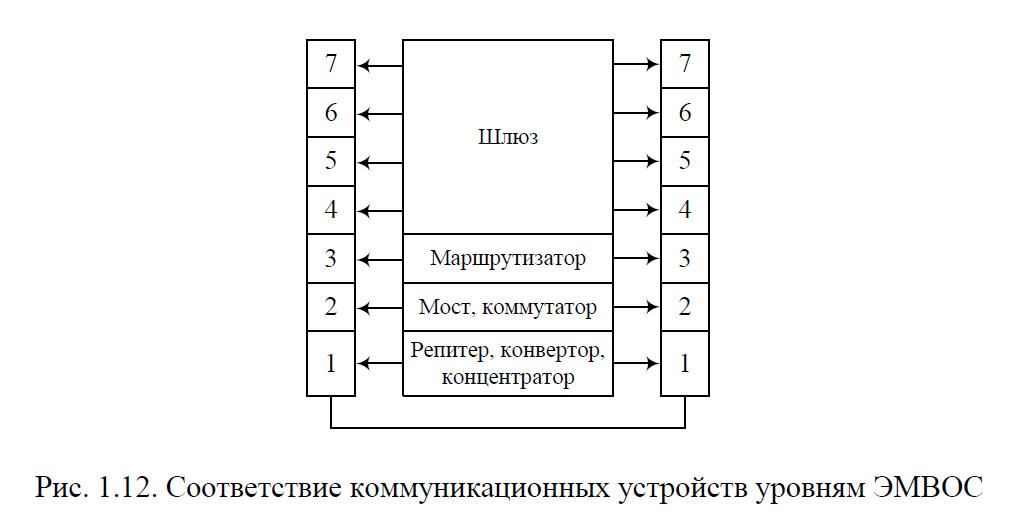 7 7
6 6
Шлюз
5 5
4 4
3 Маршрутизатор 3
2 Мост, коммутатор 2
Репитер, конвертор,
1 1
концентратор
Рис. 1.12. Соответствие коммуникационных устройств уровням ЭМВОС